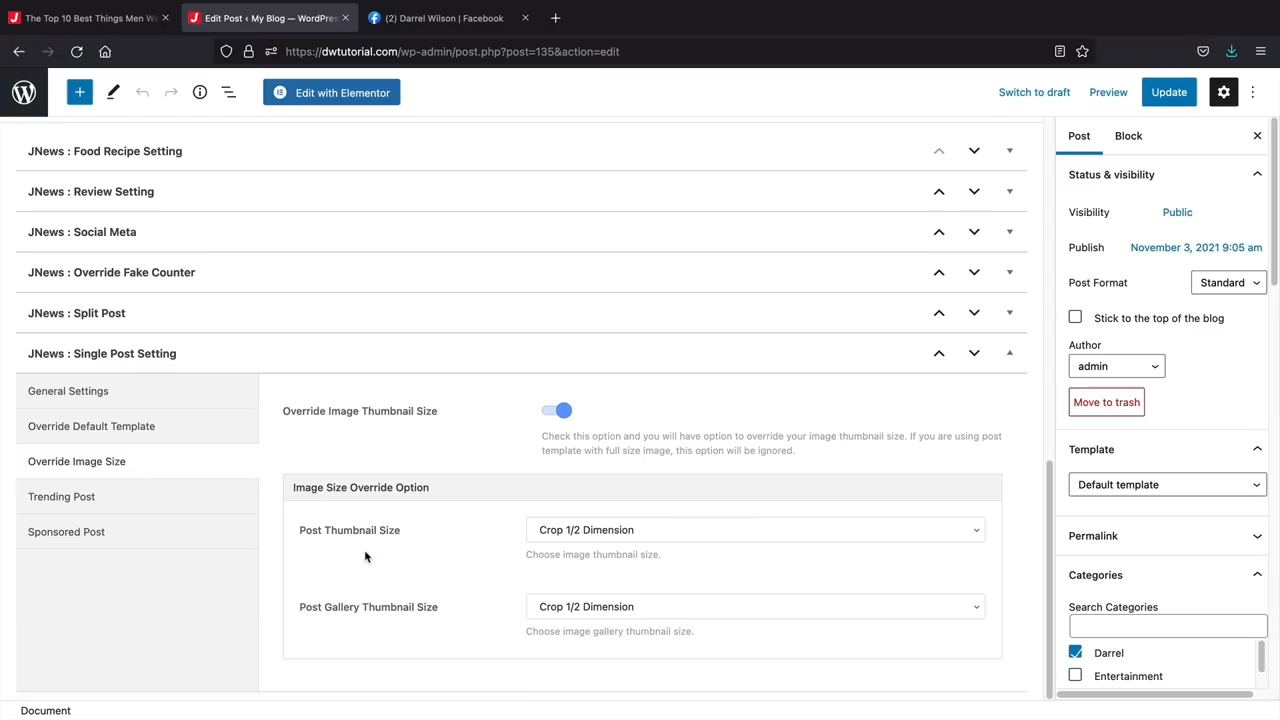 The Top 10 Best Things Men Wa
Edit Post ‹ My Blog — WordPress
(2) Darrel Wilson | Facebook
https://dwtutorial.com/wp-admin/post.php?post=135&action=edit
Edit with Elementor
Switch to draft
Preview
Update
JNews : Food Recipe Setting
JNews : Review Setting
JNews : Social Meta
JNews : Override Fake Counter
JNews : Split Post
JNews : Single Post Setting
General Settings
Override Default Template
Override Image Size
Trending Post
Sponsored Post
Override Image Thumbnail Size
Check this option and you will have option to override your image thumbnail size. If you are using post
template with full size image, this option will be ignored.
Image Size Override Option
Post Thumbnail Size
Crop 1/2 Dimension
Choose image thumbnail size.
Post Gallery Thumbnail Size
Crop 1/2 Dimension
Choose image gallery thumbnail size.
Post
Block
Status & visibility
Visibility
Public
Publish
November 3, 2021 9:05 am
Post Format
Standard
Stick to the top of the blog
Author
admin
Move to trash
Template
Default template
Permalink
Categories
Search Categories
Darrel
Entertainment
Document